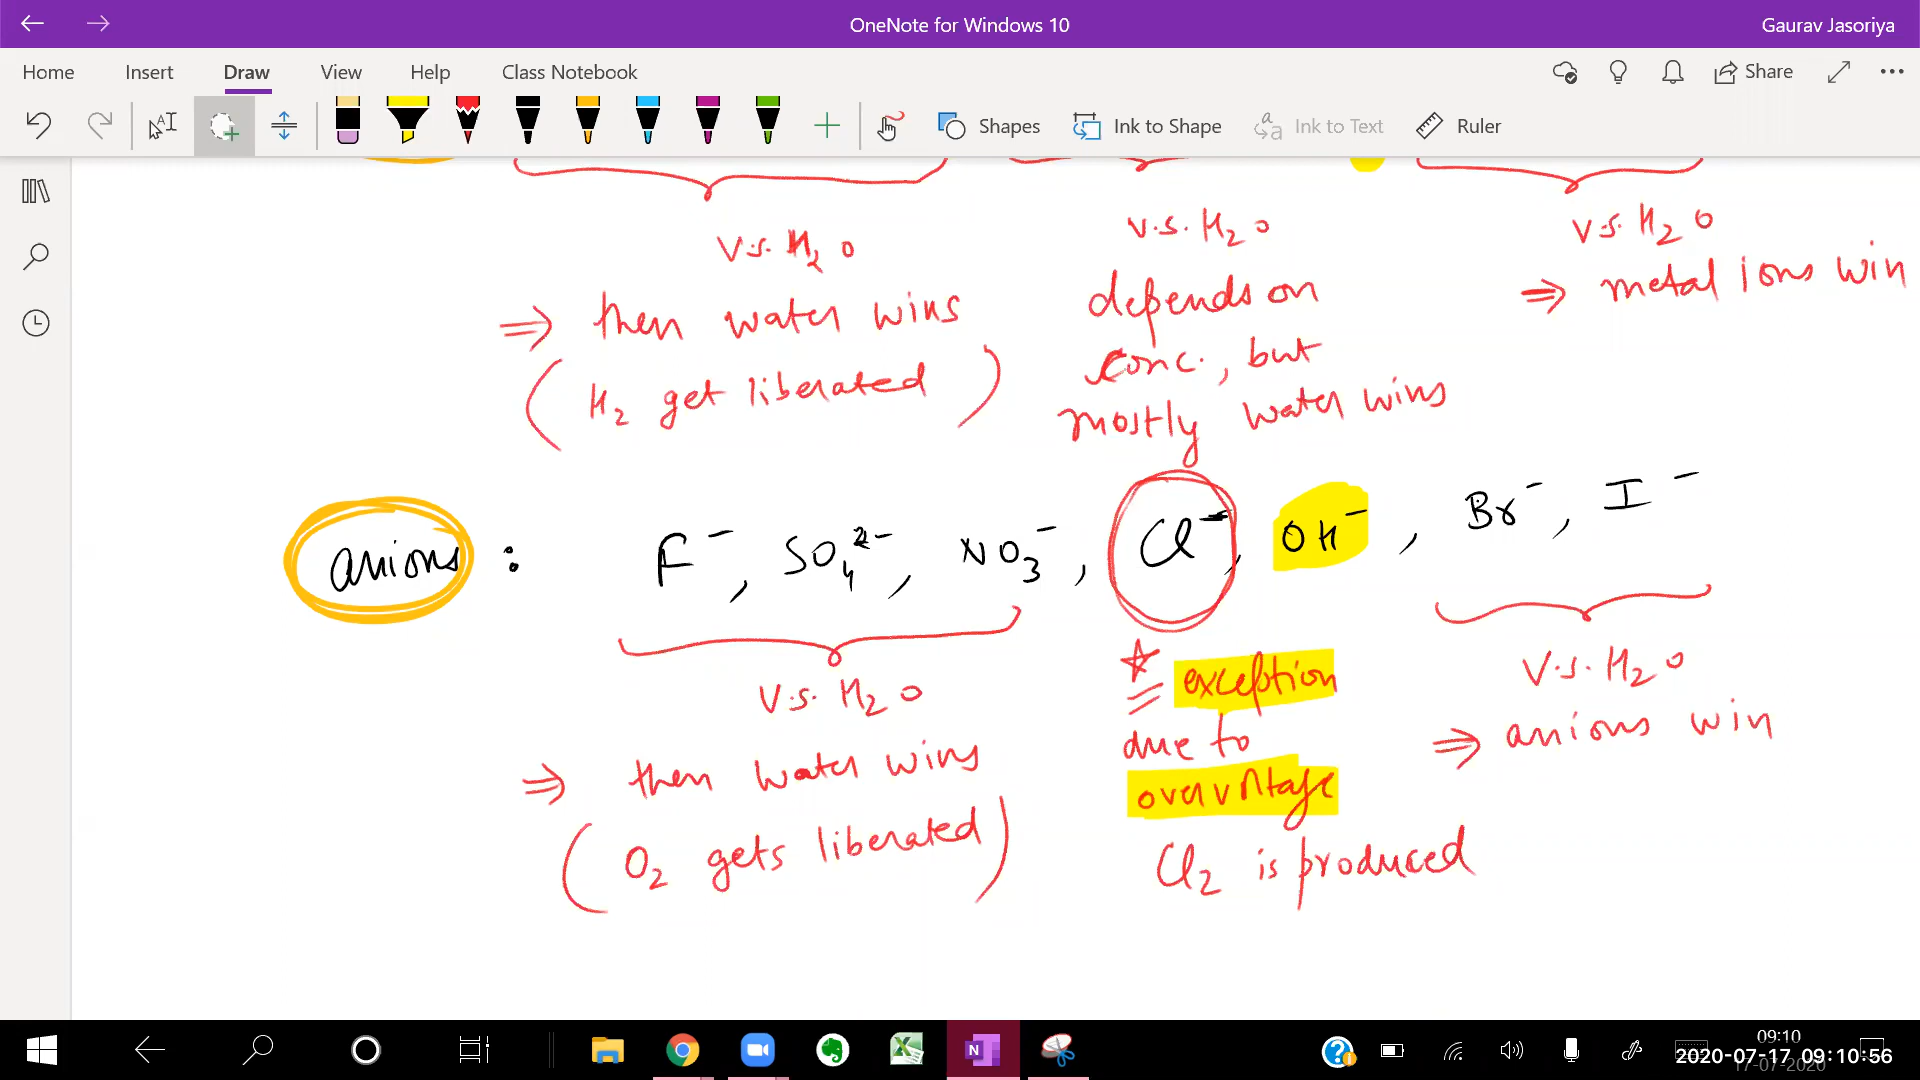 OneNote for Windows 10
Gaurav Jasoriya
Home Insert Draw View Help Class Notebook
Share
Shapes Ink to Shape Ink to Text Ruler
v.s. H2O
v.s. H2O
v.s. H2O
⇒ then water wins
(H2 get liberated)
depends on
conc., but
mostly water wins
⇒ metal ions win
anions : F⁻, SO4²⁻, NO3⁻, Cl⁻, OH⁻, Br⁻, I⁻
v.s. H2O
⇒ then water wins
(O2 gets liberated)
exception
due to
overvoltage
Cl2 is produced
v.s. H2O
⇒ anions win
09:10
2020-07-17 09:10:56
17-07-2020